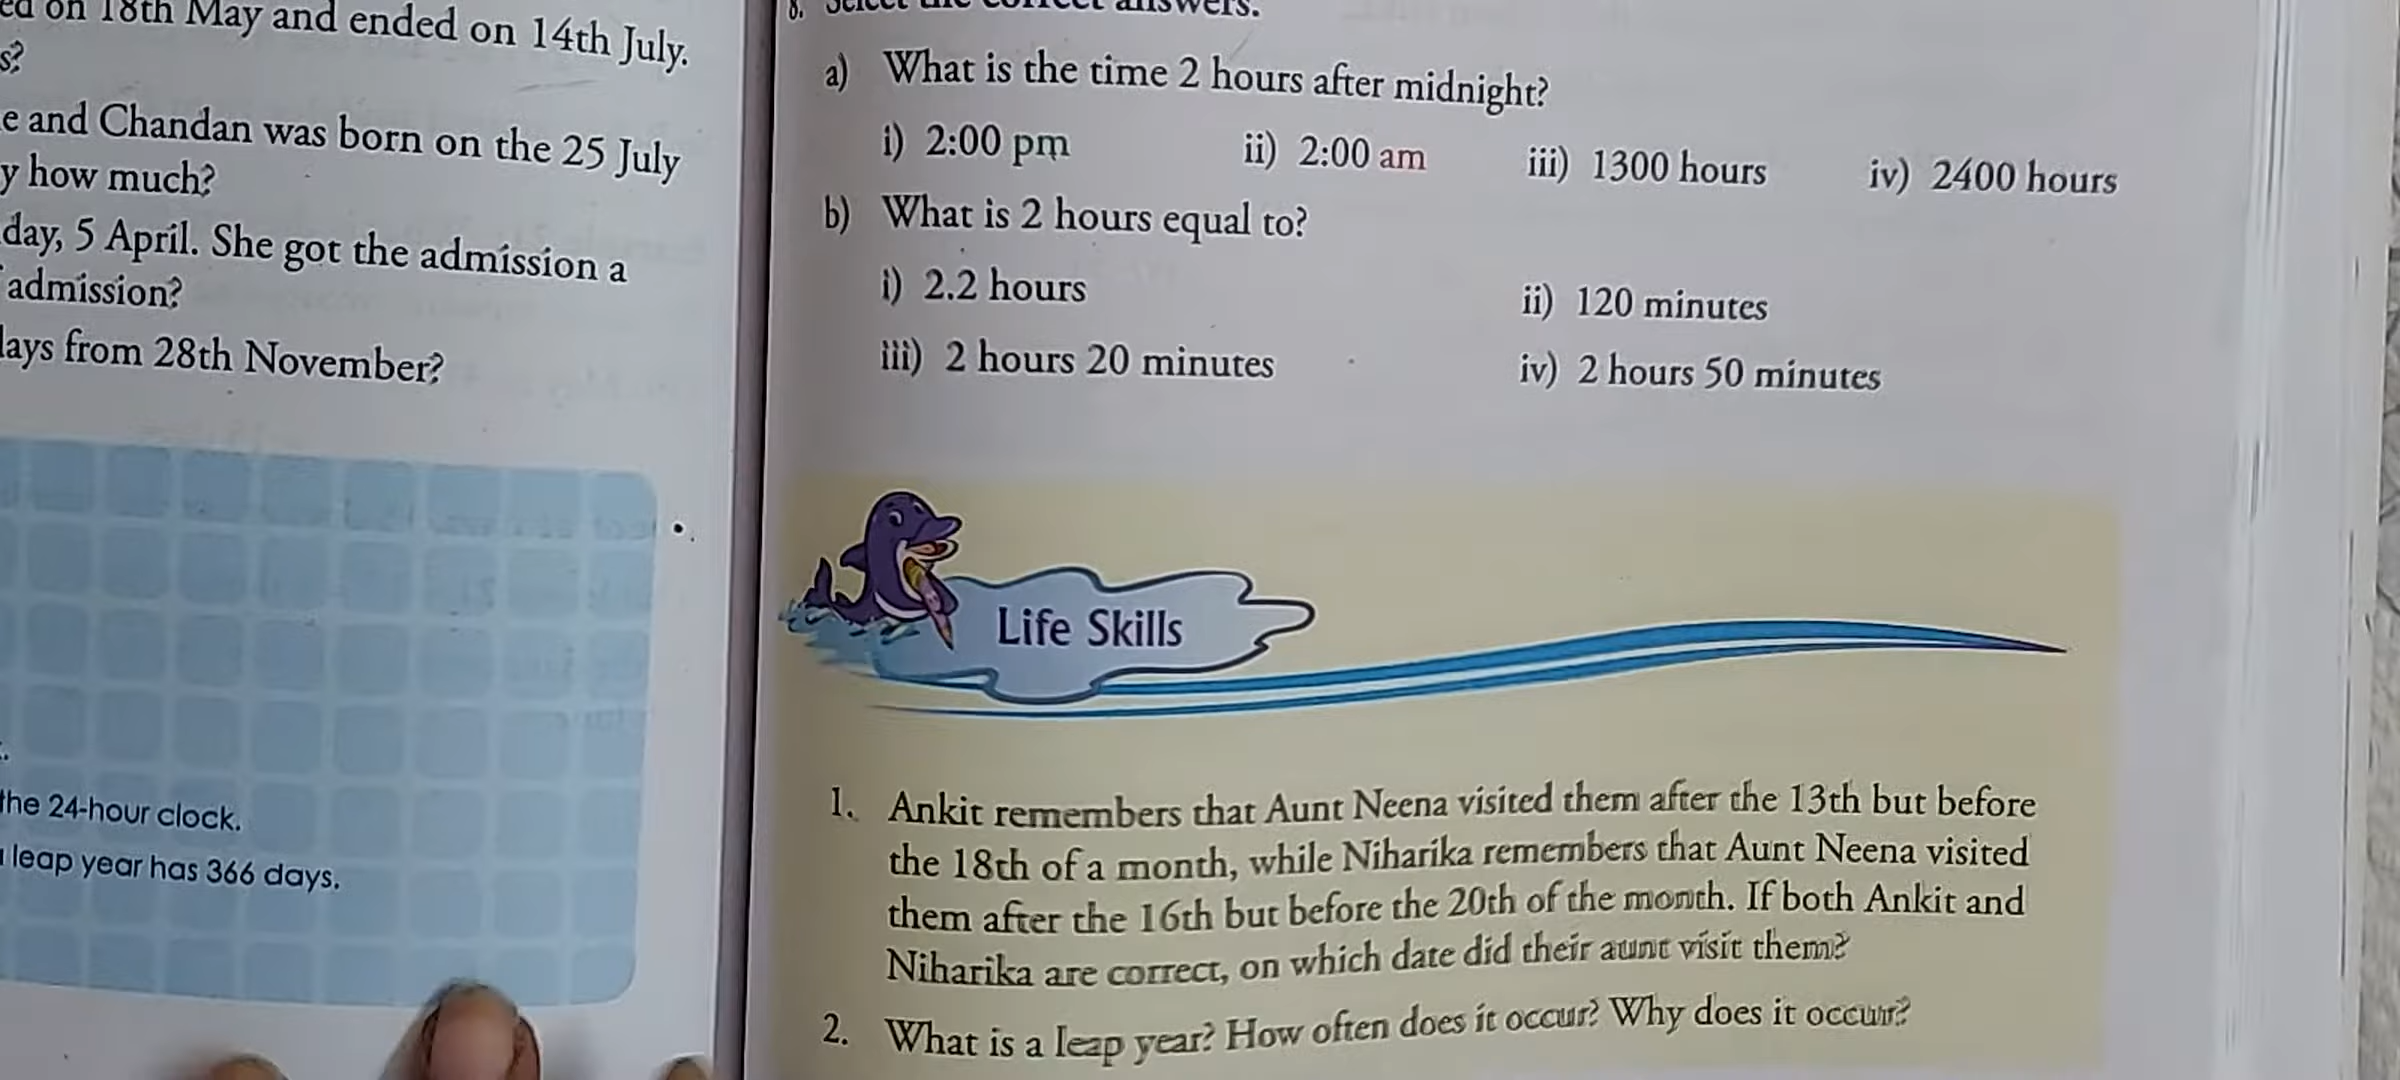 on 18th May and ended on 14th July.
s?
e and Chandan was born on the 25 July
y how much?
day, 5 April. She got the admission a
admission?
days from 28th November?
the 24-hour clock.
leap year has 366 days.
8. Select the correct answers.
a) What is the time 2 hours after midnight?
i) 2:00 pm ii) 2:00 am iii) 1300 hours iv) 2400 hours
b) What is 2 hours equal to?
i) 2.2 hours ii) 120 minutes
iii) 2 hours 20 minutes iv) 2 hours 50 minutes
Life Skills
1. Ankit remembers that Aunt Neena visited them after the 13th but before
the 18th of a month, while Niharika remembers that Aunt Neena visited
them after the 16th but before the 20th of the month. If both Ankit and
Niharika are correct, on which date did their aunt visit them?
2. What is a leap year? How often does it occur? Why does it occur?